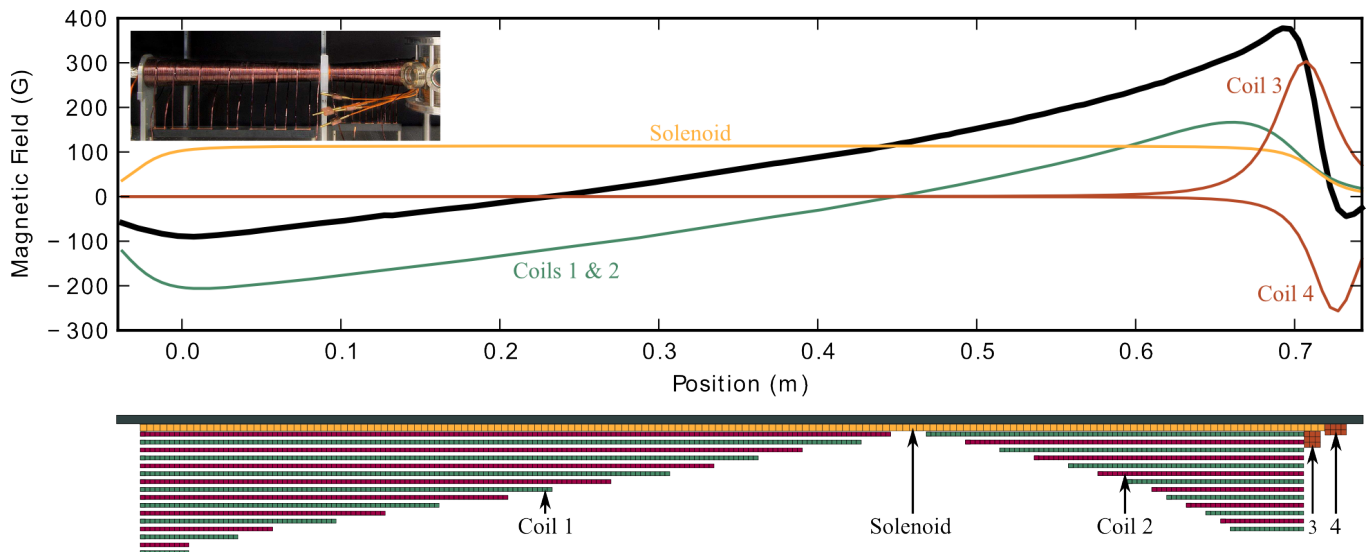 400
300
200
100
0
−100
−200
−300
Magnetic Field (G)
Solenoid
Coil 3
Coils 1 & 2
Coil 4
0.0 0.1 0.2 0.3 0.4 0.5 0.6 0.7
Position (m)
Coil 1 Solenoid Coil 2 3 4